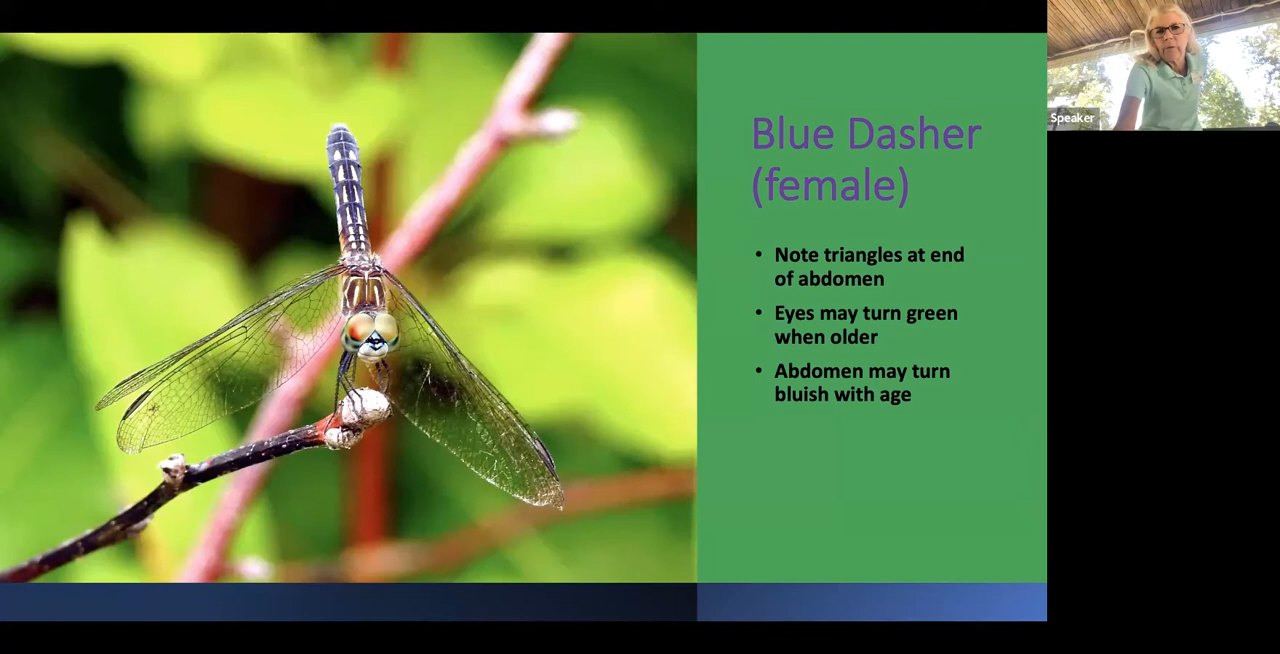 Blue Dasher
(female)
• Note triangles at end
of abdomen
• Eyes may turn green
when older
• Abdomen may turn
bluish with age
Speaker